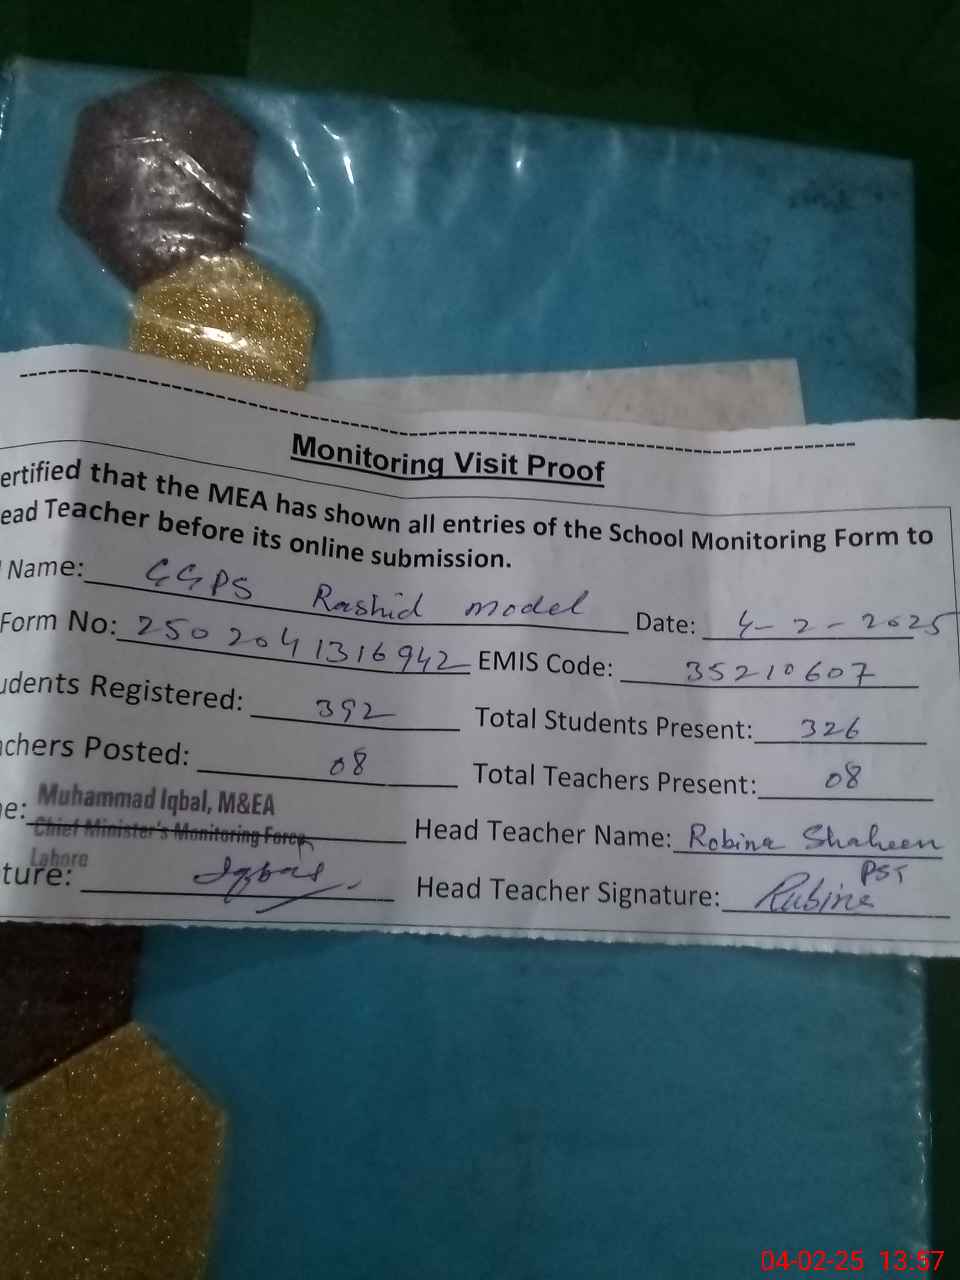 Monitoring Visit Proof
ertified that the MEA has shown all entries of the School Monitoring Form to
ead Teacher before its online submission.
Name: GGPS Rashid model Date: 4-2-2025
Form No: 2502041316942 EMIS Code: 35210607
udents Registered: 392 Total Students Present: 326
chers Posted: 08 Total Teachers Present: 08
e: Muhammad Iqbal, M&EA
Chief Minister's Monitoring Force
Lahore
Head Teacher Name: Robina Shaheen
PST
ture: Iqbal Head Teacher Signature: Rubina
04-02-25 13:57